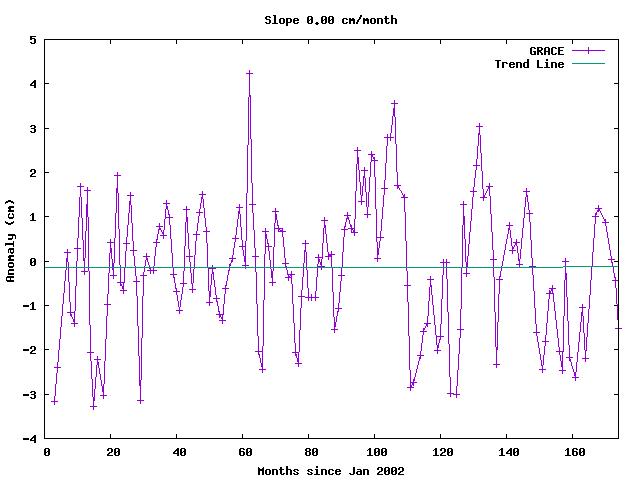 Slope 0.00 cm/month
GRACE
Trend Line
Anomaly (cm)
5
4
3
2
1
0
-1
-2
-3
-4
0 20 40 60 80 100 120 140 160
Months since Jan 2002